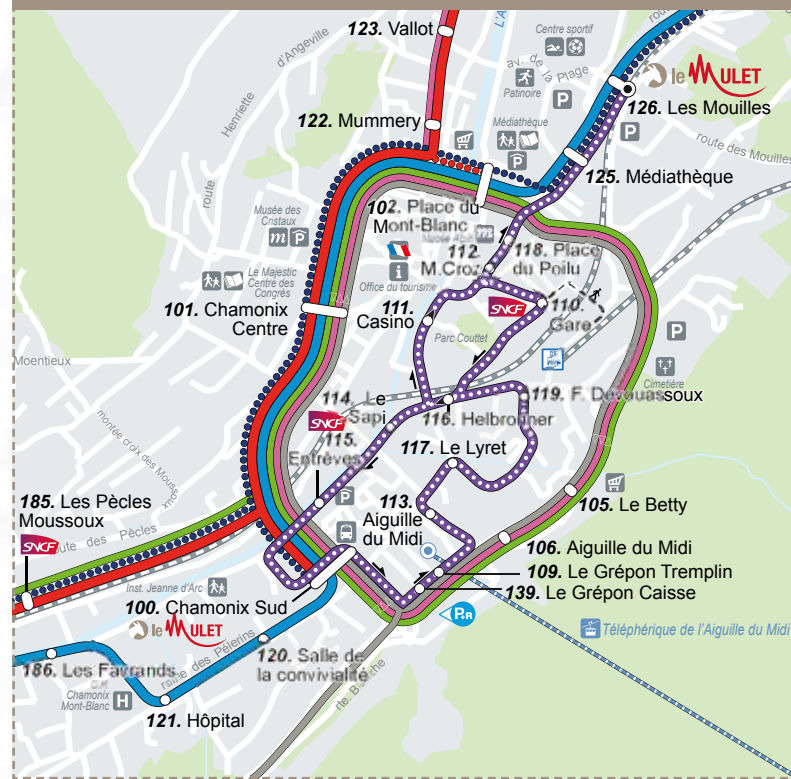 123. Vallot
d'Angeville
Henriette
route
Centre sportif
av. de la Plage
Patinoire
P
le MULET
126. Les Mouilles
122. Mummery
Médiathèque
P
P
route des Mouilles
125. Médiathèque
Musée des
Cristaux
m P
102. Place du
Mont-Blanc
112.
M.Croz
118. Place
du Poilu
i
Office du tourisme
Le Majestic
Centre des
Congrès
101. Chamonix
Centre
111.
Casino
SNCF
110.
Gare
P
Parc Couttet
Moentieux
Cimetière
114. Le
Sapi
SNCF
115.
Entrèves
116. Helbronner
119. F. Devouassoux
montée croix des Moussoux
117. Le Lyret
185. Les Pècles
Moussoux
SNCF
route des Pècles
P
113.
Aiguille
du Midi
105. Le Betty
106. Aiguille du Midi
109. Le Grépon Tremplin
139. Le Grépon Caisse
Inst. Jeanne d'Arc
100. Chamonix Sud
le MULET
P+R
Téléphérique de l'Aiguille du Midi
route des Pèlerins
120. Salle de
la convivialité
186. Les Favrands
Chamonix
Mont-Blanc
H
121. Hôpital
rte. Blanche